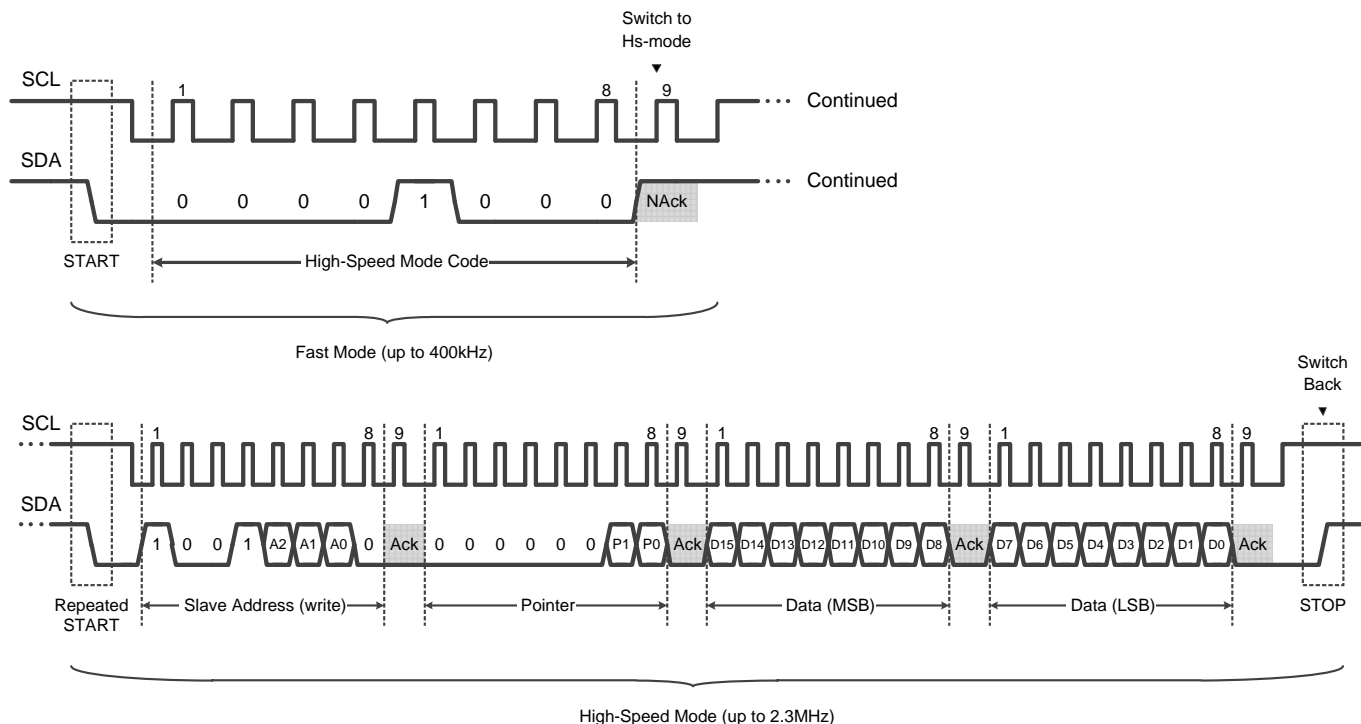 Switch to
Hs-mode
▼
SCL
1 8 9
···· Continued
SDA
0 0 0 0 1 0 0 0 NAck
···· Continued
START
High-Speed Mode Code
Fast Mode (up to 400kHz)
Switch
Back
▼
SCL
1 8 9 1 8 9 1 8 9 1 8 9
SDA
1 0 0 1 A2 A1 A0 0 Ack 0 0 0 0 0 0 P1 P0 Ack D15 D14 D13 D12 D11 D10 D9 D8 Ack D7 D6 D5 D4 D3 D2 D1 D0 Ack
Repeated
START
Slave Address (write)
Pointer
Data (MSB)
Data (LSB)
STOP
High-Speed Mode (up to 2.3MHz)